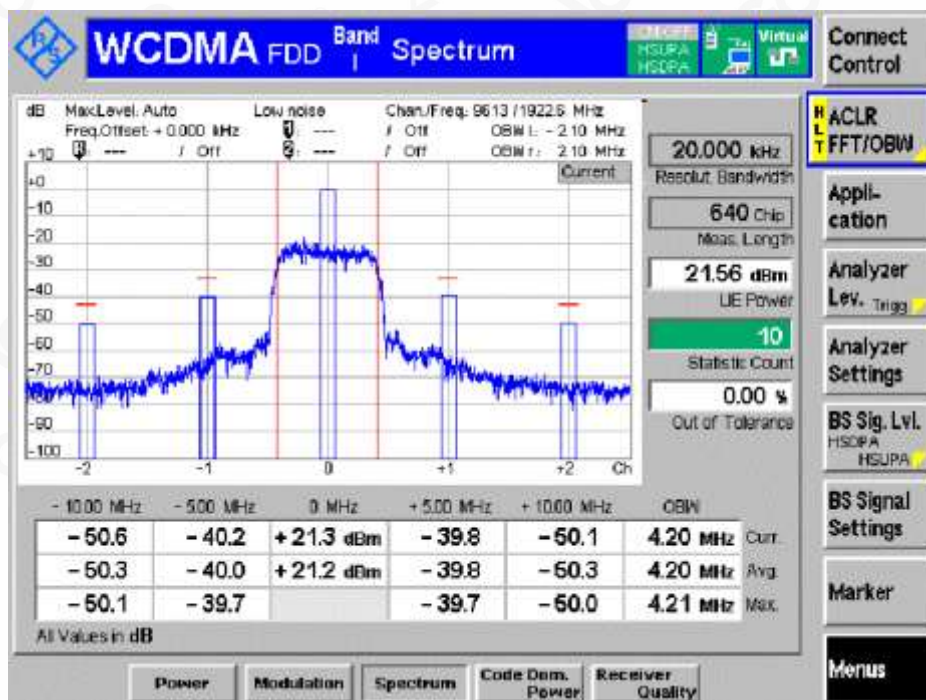 WCDMA FDD Band I Spectrum
HSUPA
HSDPA
Virtual
Connect
Control
dB Max.Level: Auto Low noise Chan./Freq.: 9613 / 1922.6 MHz
Freq.Offset: + 0.000 kHz --- / Off OBW l.: - 2.10 MHz
--- / Off --- / Off OBW r.: 2.10 MHz
Current
+10
+0
-10
-20
-30
-40
-50
-60
-70
-90
-100
-2 -1 0 +1 +2 Ch
20.000 kHz
Resolut. Bandwidth
640 Chip
Meas. Length
21.56 dBm
UE Power
10
Statistic Count
0.00 %
Out of Tolerance
- 10.00 MHz - 5.00 MHz 0 MHz + 5.00 MHz + 10.00 MHz OBW
- 50.6 - 40.2 + 21.3 dBm - 39.8 - 50.1 4.20 MHz Curr.
- 50.3 - 40.0 + 21.2 dBm - 39.8 - 50.3 4.20 MHz Avg.
- 50.1 - 39.7 - 39.7 - 50.0 4.21 MHz Max.
All Values in dB
HLT
ACLR
FFT/OBW
Appli-
cation
Analyzer
Lev. Trigg
Analyzer
Settings
BS Sig. Lvl.
HSDPA
HSUPA
BS Signal
Settings
Marker
Menus
Power
Modulation
Spectrum
Code Dom.
Power
Receiver
Quality